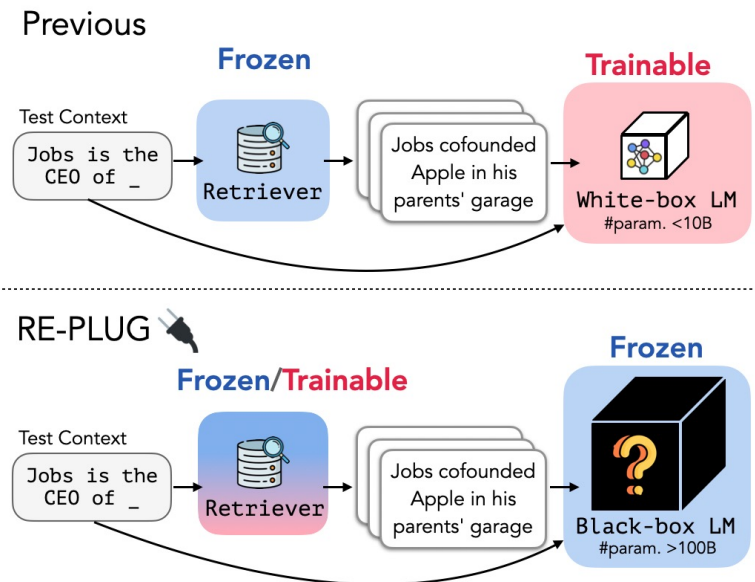 Previous
Frozen
Trainable
Test Context
Jobs is the
CEO of _
Retriever
Jobs cofounded
Apple in his
parents' garage
White-box LM
#param. <10B
RE-PLUG
Frozen/Trainable
Frozen
Test Context
Jobs is the
CEO of _
Retriever
Jobs cofounded
Apple in his
parents' garage
?
Black-box LM
#param. >100B